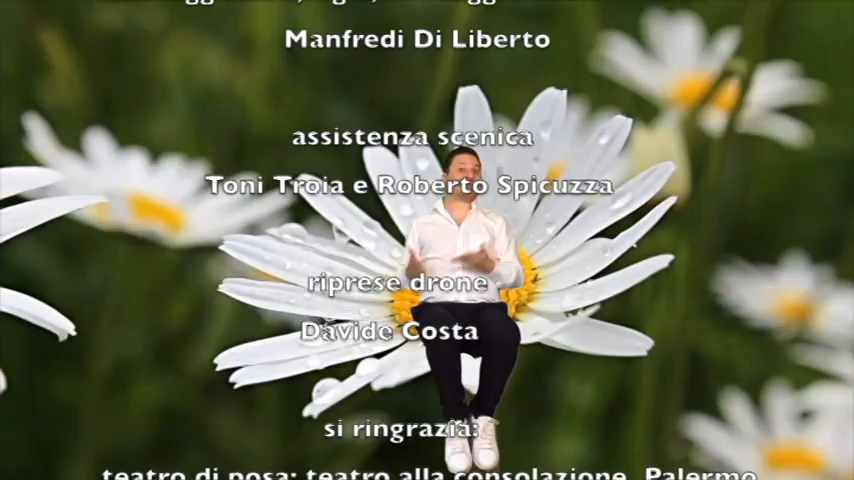 Manfredi Di Liberto
assistenza scenica
Toni Troia e Roberto Spicuzza
riprese drone
Davide Costa
si ringrazia:
teatro di posa: teatro alla consolazione, Palermo